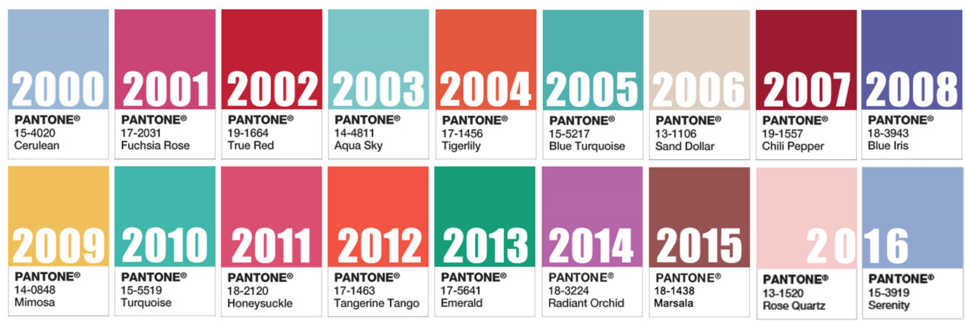 2000 2001 2002 2003 2004 2005 2006 2007 2008
PANTONE® PANTONE® PANTONE® PANTONE® PANTONE® PANTONE® PANTONE® PANTONE® PANTONE®
15-4020 17-2031 19-1664 14-4811 17-1456 15-5217 13-1106 19-1557 18-3943
Cerulean Fuchsia Rose True Red Aqua Sky Tigerlily Blue Turquoise Sand Dollar Chili Pepper Blue Iris
2009 2010 2011 2012 2013 2014 2015 2016
PANTONE® PANTONE® PANTONE® PANTONE® PANTONE® PANTONE® PANTONE® PANTONE® PANTONE®
14-0848 15-5519 18-2120 17-1463 17-5641 18-3224 18-1438 13-1520 15-3919
Mimosa Turquoise Honeysuckle Tangerine Tango Emerald Radiant Orchid Marsala Rose Quartz Serenity